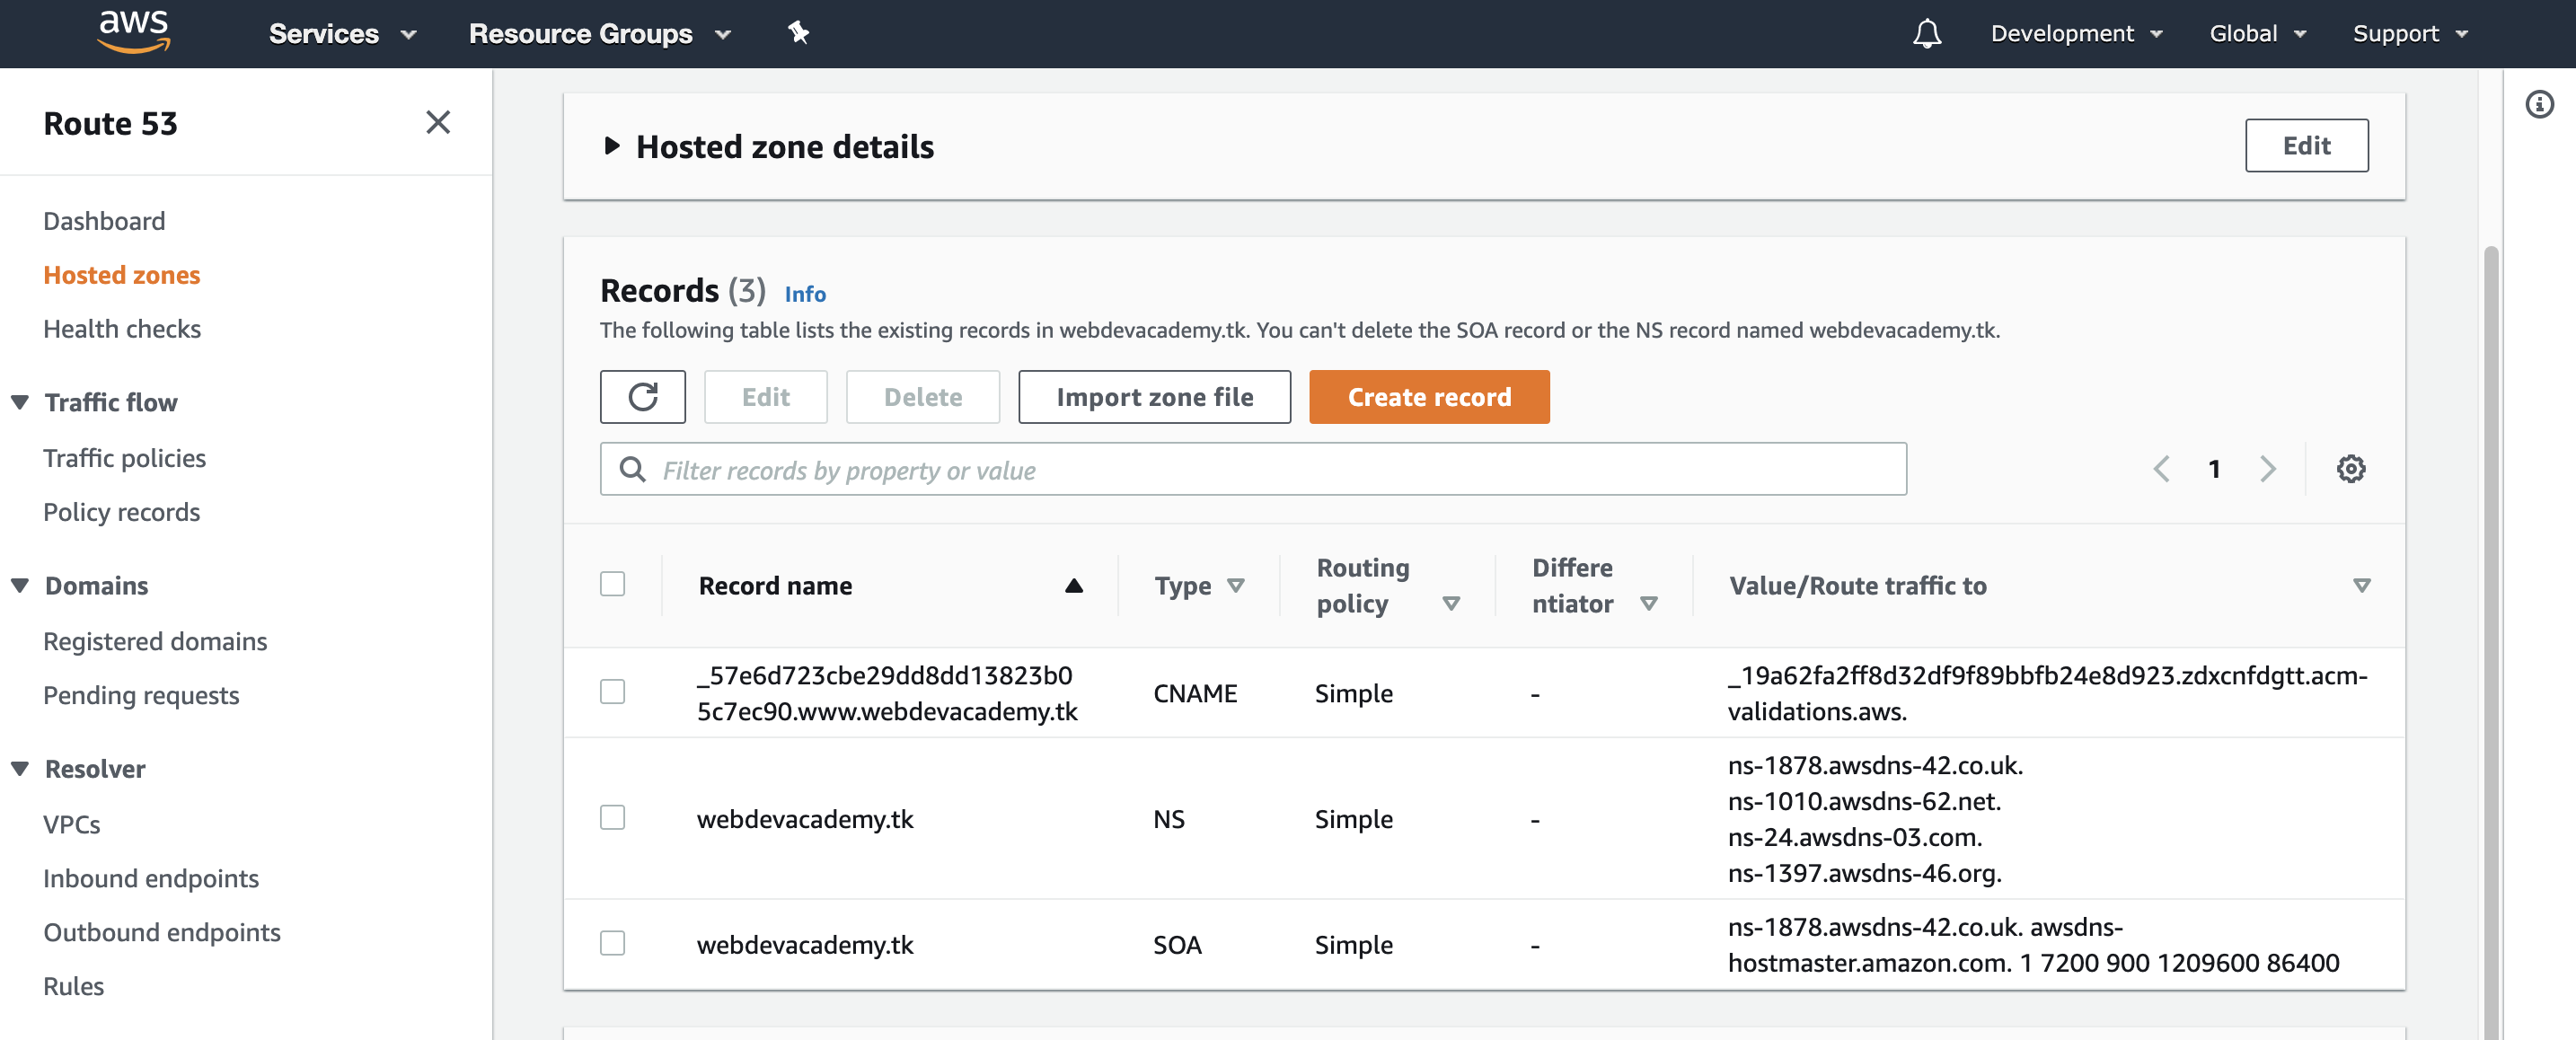 aws Services Resource Groups Development Global Support
Route 53
Dashboard
Hosted zones
Health checks
Traffic flow
Traffic policies
Policy records
Domains
Registered domains
Pending requests
Resolver
VPCs
Inbound endpoints
Outbound endpoints
Rules
Hosted zone details Edit
Records (3) Info
The following table lists the existing records in webdevacademy.tk. You can't delete the SOA record or the NS record named webdevacademy.tk.
Edit Delete Import zone file Create record
Filter records by property or value 1
Record name Type Routing policy Differentiator Value/Route traffic to
_57e6d723cbe29dd8dd13823b0
5c7ec90.www.webdevacademy.tk
CNAME Simple -
_19a62fa2ff8d32df9f89bbfb24e8d923.zdxcnfdgtt.acm-
validations.aws.
webdevacademy.tk NS Simple -
ns-1878.awsdns-42.co.uk.
ns-1010.awsdns-62.net.
ns-24.awsdns-03.com.
ns-1397.awsdns-46.org.
webdevacademy.tk SOA Simple -
ns-1878.awsdns-42.co.uk. awsdns-
hostmaster.amazon.com. 1 7200 900 1209600 86400